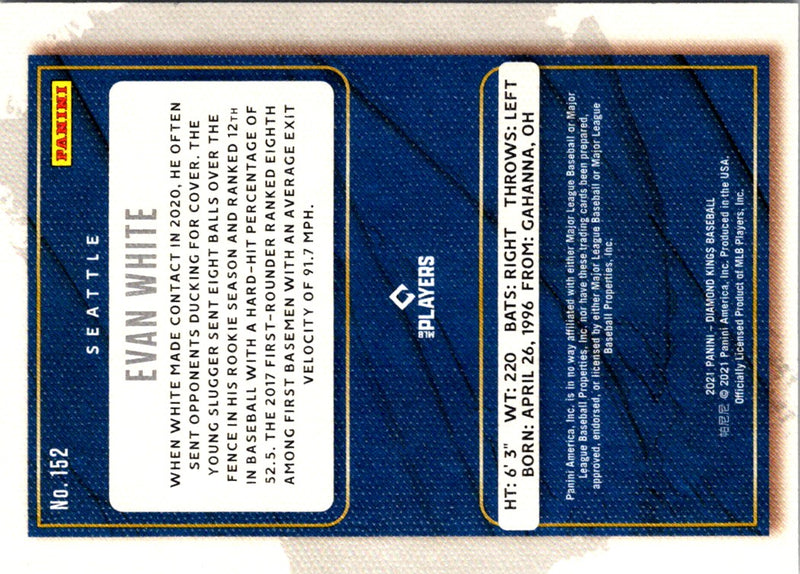 No. 152
PANINI
SEATTLE
EVAN WHITE
WHEN WHITE MADE CONTACT IN 2020, HE OFTEN
SENT OPPONENTS DUCKING FOR COVER. THE
YOUNG SLUGGER SENT EIGHT BALLS OVER THE
FENCE IN HIS ROOKIE SEASON AND RANKED 12TH
IN BASEBALL WITH A HARD-HIT PERCENTAGE OF
52.5. THE 2017 FIRST-ROUNDER RANKED EIGHTH
AMONG FIRST BASEMEN WITH AN AVERAGE EXIT
VELOCITY OF 91.7 MPH.
MLB PLAYERS
HT: 6' 3" WT: 220 BATS: RIGHT THROWS: LEFT
BORN: APRIL 26, 1996 FROM: GAHANNA, OH
Panini America, Inc. is in no way affiliated with either Major League Baseball or Major
League Baseball Properties, Inc. nor have these trading cards been prepared,
approved, endorsed, or licensed by either Major League Baseball or Major League
Baseball Properties, Inc.
2021 PANINI – DIAMOND KINGS BASEBALL
帕尼尼 © 2021 Panini America, Inc. Produced in the USA.
Officially Licensed Product of MLB Players, Inc.